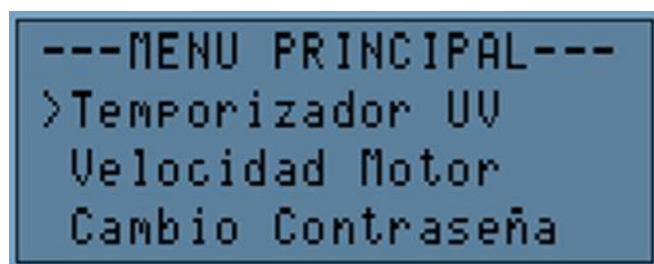 ---MENU PRINCIPAL---
>Temporizador UV
Velocidad Motor
Cambio Contraseña